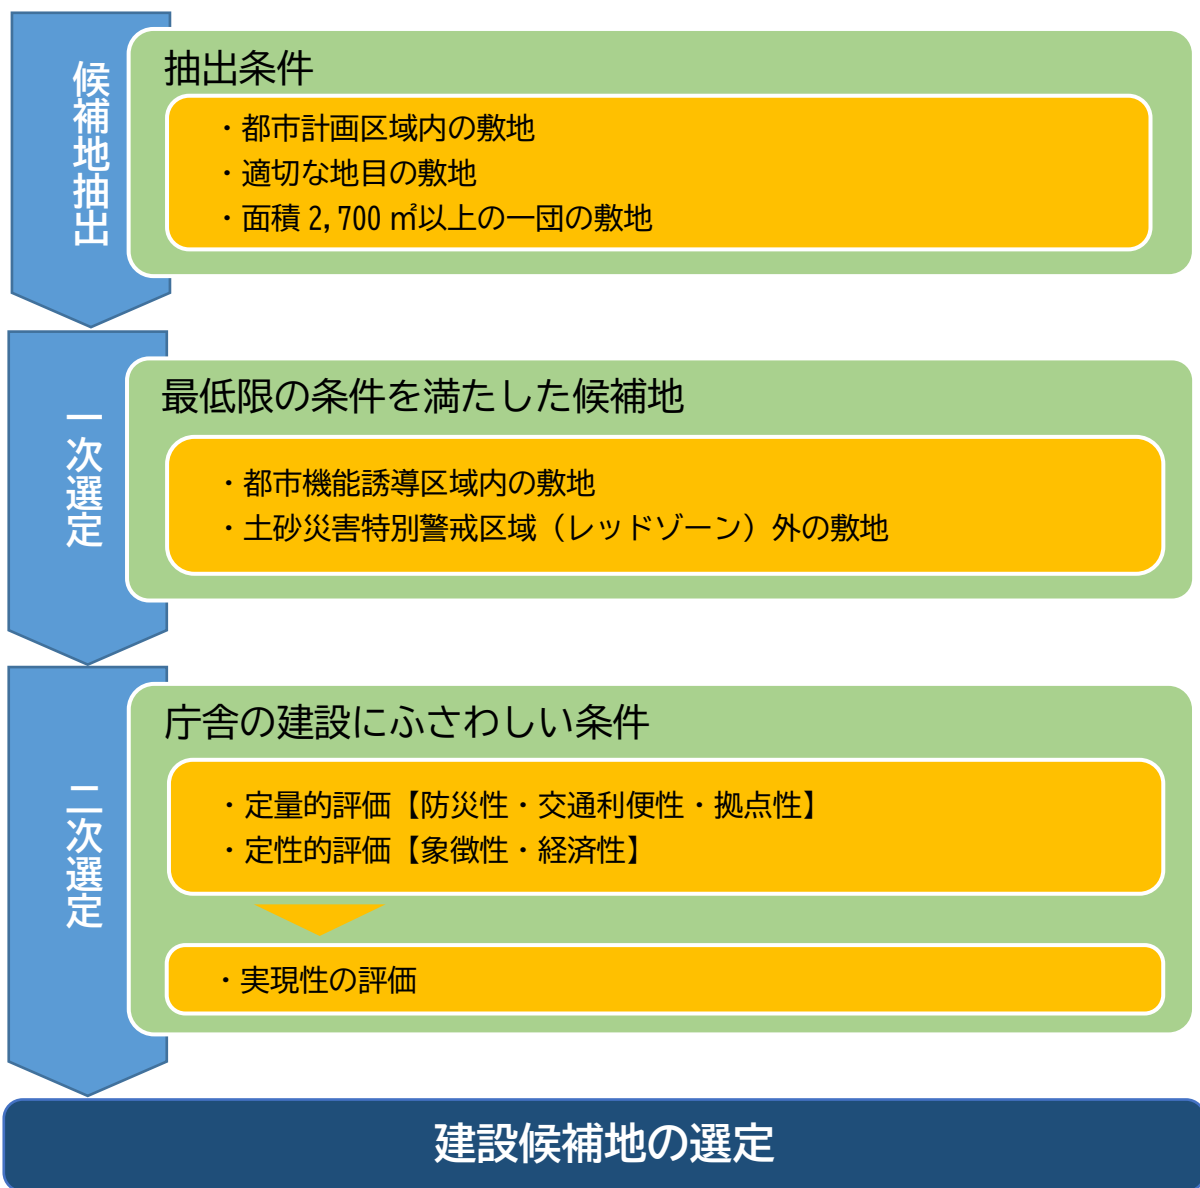 候補地抽出
抽出条件
・都市計画区域内の敷地
・適切な地目の敷地
・面積 2,700 ㎡以上の一団の敷地
一次選定
最低限の条件を満たした候補地
・都市機能誘導区域内の敷地
・土砂災害特別警戒区域（レッドゾーン）外の敷地
二次選定
庁舎の建設にふさわしい条件
・定量的評価【防災性・交通利便性・拠点性】
・定性的評価【象徴性・経済性】
・実現性の評価
建設候補地の選定